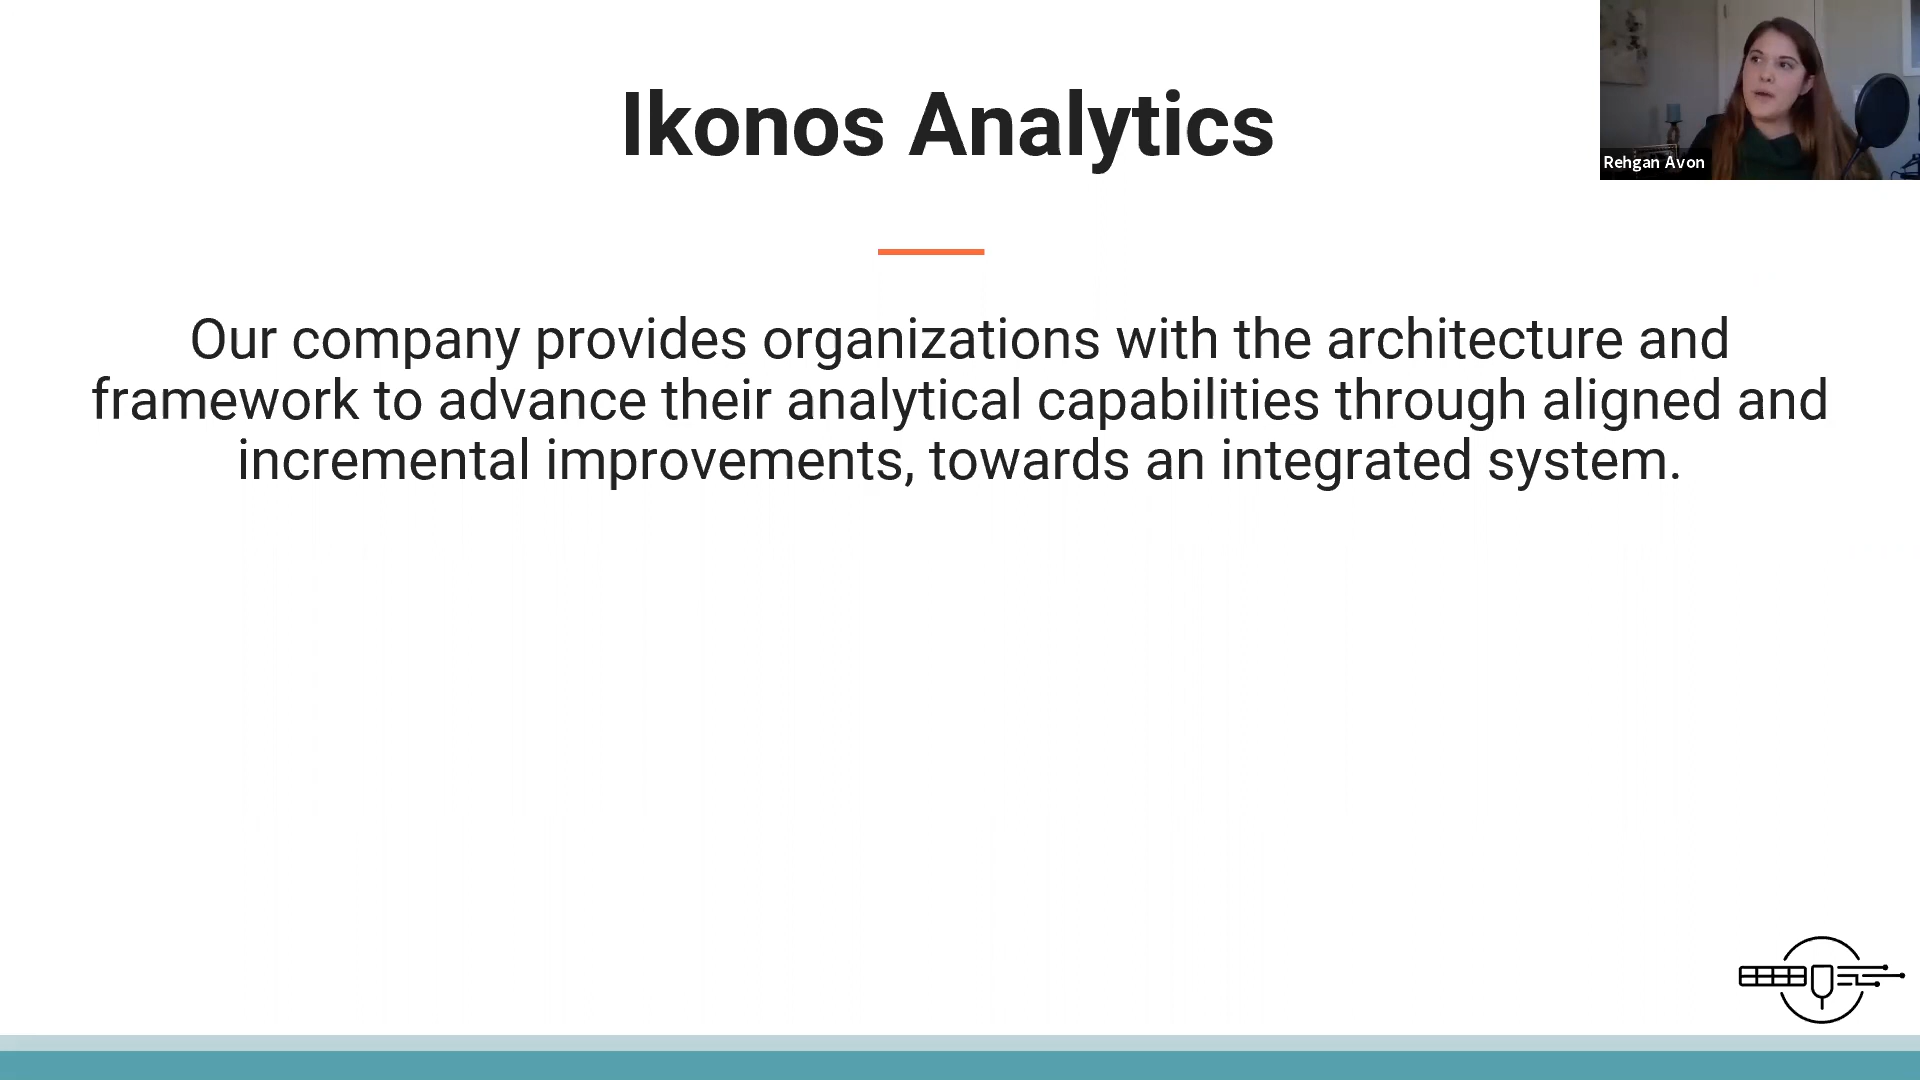 Ikonos Analytics
Rehgan Avon
Our company provides organizations with the architecture and
framework to advance their analytical capabilities through aligned and
incremental improvements, towards an integrated system.